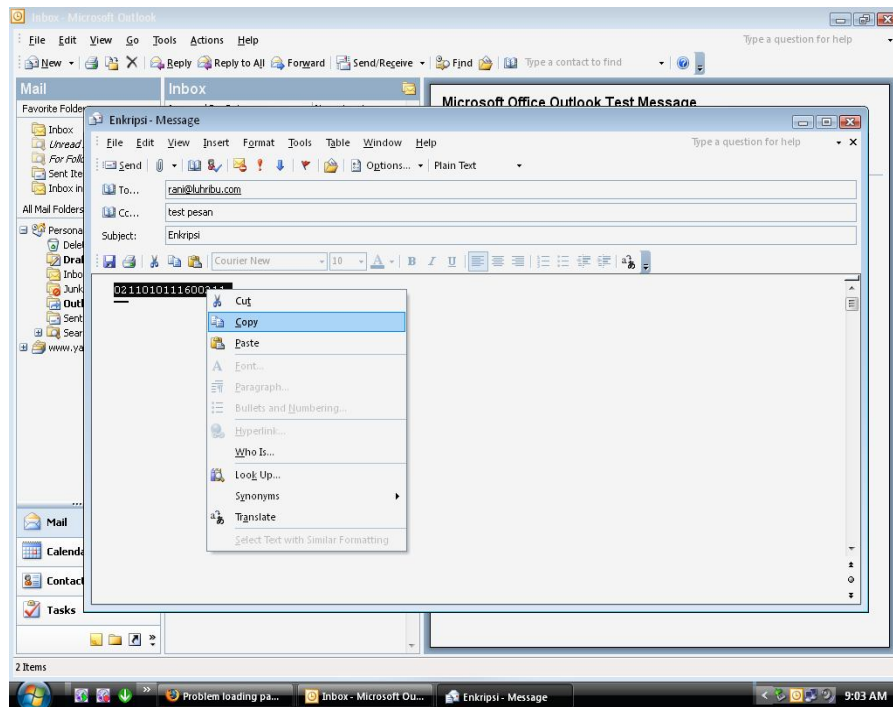 Inbox - Microsoft Outlook
File Edit View Go Tools Actions Help
Type a question for help
New Reply Reply to All Forward Send/Receive Find Type a contact to find
Mail
Inbox
Favorite Folde
Inbox
Unread
Sent Ite
Inbox in
All Mail Folders
Persona
Dele
Inbo
Junk
Outl
Sent
Sear
www.ya
Microsoft Office Outlook Test Message
Enkripsi - Message
File Edit View Insert Format Tools Table Window Help
Type a question for help
Send Options... Plain Text
To... rani@luhribu.com
Cc... test pesan
Subject: Enkripsi
Courier New 10 A B I U
Cut
Copy
Paste
Font...
Paragraph...
Bullets and Numbering...
Hyperlink...
Who Is...
Look Up...
Synonyms
Translate
Select Text with Similar Formatting
Mail
Calenda
Contact
Tasks
2 Items
Problem loading pa...
Inbox - Microsoft Ou...
Enkripsi - Message
9:03 AM